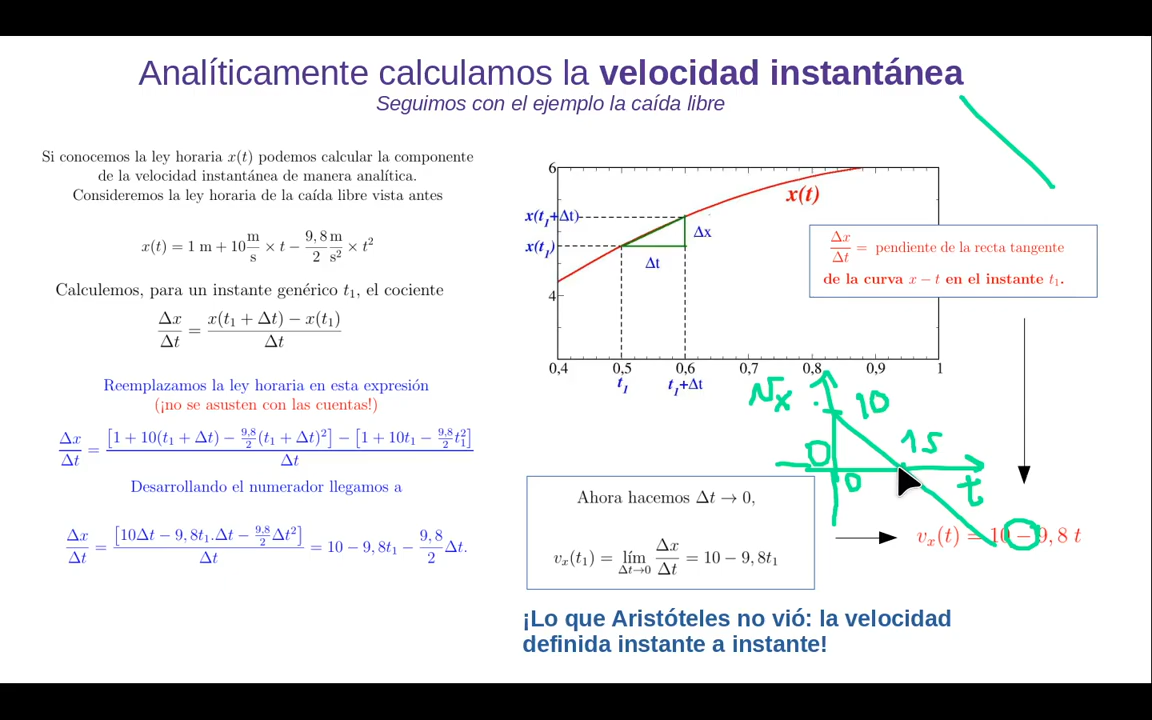 Analíticamente calculamos la velocidad instantánea
Seguimos con el ejemplo la caída libre
Si conocemos la ley horaria x(t) podemos calcular la componente
de la velocidad instantánea de manera analítica.
Consideremos la ley horaria de la caída libre vista antes
x(t) = 1 m + 10 m/s × t − 9,8/2 m/s² × t²
Calculemos, para un instante genérico t₁, el cociente
Δx/Δt = x(t₁ + Δt) − x(t₁) / Δt
Reemplazamos la ley horaria en esta expresión
(¡no se asusten con las cuentas!)
Δx/Δt = [1 + 10(t₁ + Δt) − 9,8/2 (t₁ + Δt)²] − [1 + 10t₁ − 9,8/2 t₁²] / Δt
Desarrollando el numerador llegamos a
Δx/Δt = [10Δt − 9,8t₁.Δt − 9,8/2 Δt²] / Δt = 10 − 9,8t₁ − 9,8/2 Δt.
6
x(t)
x(t₁+Δt)
Δx
x(t₁)
Δt
4
0,4 0,5 0,6 0,7 0,8 0,9 1
t₁ t₁+Δt
Δx/Δt = pendiente de la recta tangente
de la curva x − t en el instante t₁.
vx 10
0 15
0 t
Ahora hacemos Δt → 0,
vₓ(t₁) = lím Δt→0 Δx/Δt = 10 − 9,8t₁
vₓ(t) = 10 − 9,8 t
¡Lo que Aristóteles no vió: la velocidad
definida instante a instante!